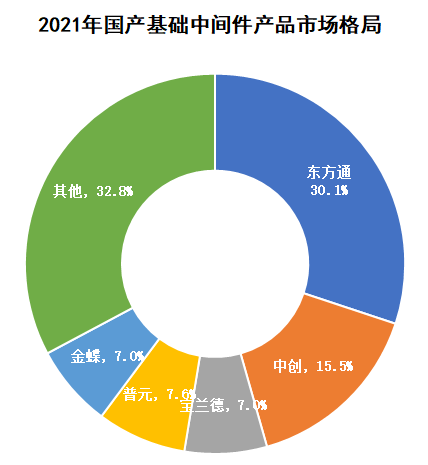 2021年国产基础中间件产品市场格局
东方通
30.1%
中创, 15.5%
宝兰德, 7.0%
普元, 7.6%
金蝶, 7.0%
其他, 32.8%